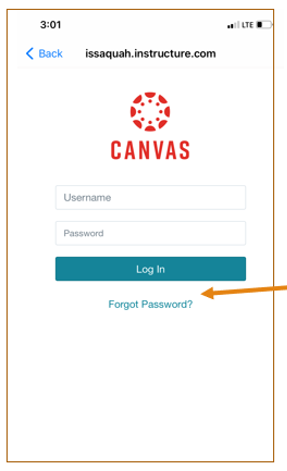 3:01 LTE
Back issaquah.instructure.com
CANVAS
Username
Password
Log In
Forgot Password?